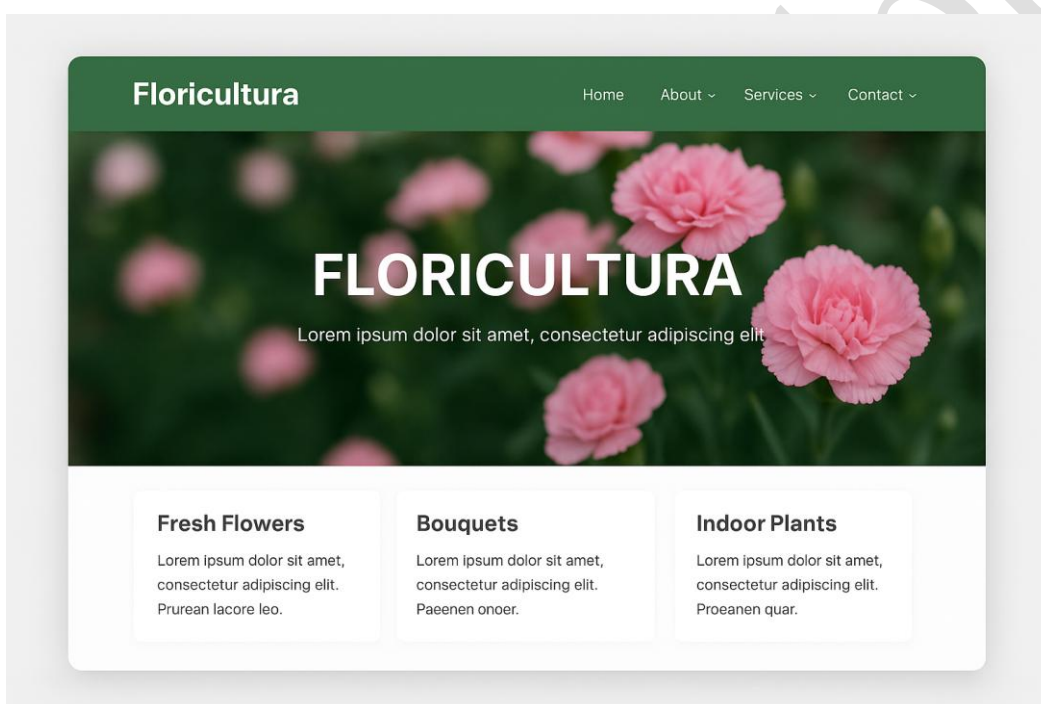 Floricultura
Home About Services Contact
FLORICULTURA
Lorem ipsum dolor sit amet, consectetur adipiscing elit
Fresh Flowers
Lorem ipsum dolor sit amet,
consectetur adipiscing elit.
Prurean lacore leo.
Bouquets
Lorem ipsum dolor sit amet,
consectetur adipiscing elit.
Paeenen onoer.
Indoor Plants
Lorem ipsum dolor sit amet,
consectetur adipiscing elit.
Proeanen quar.